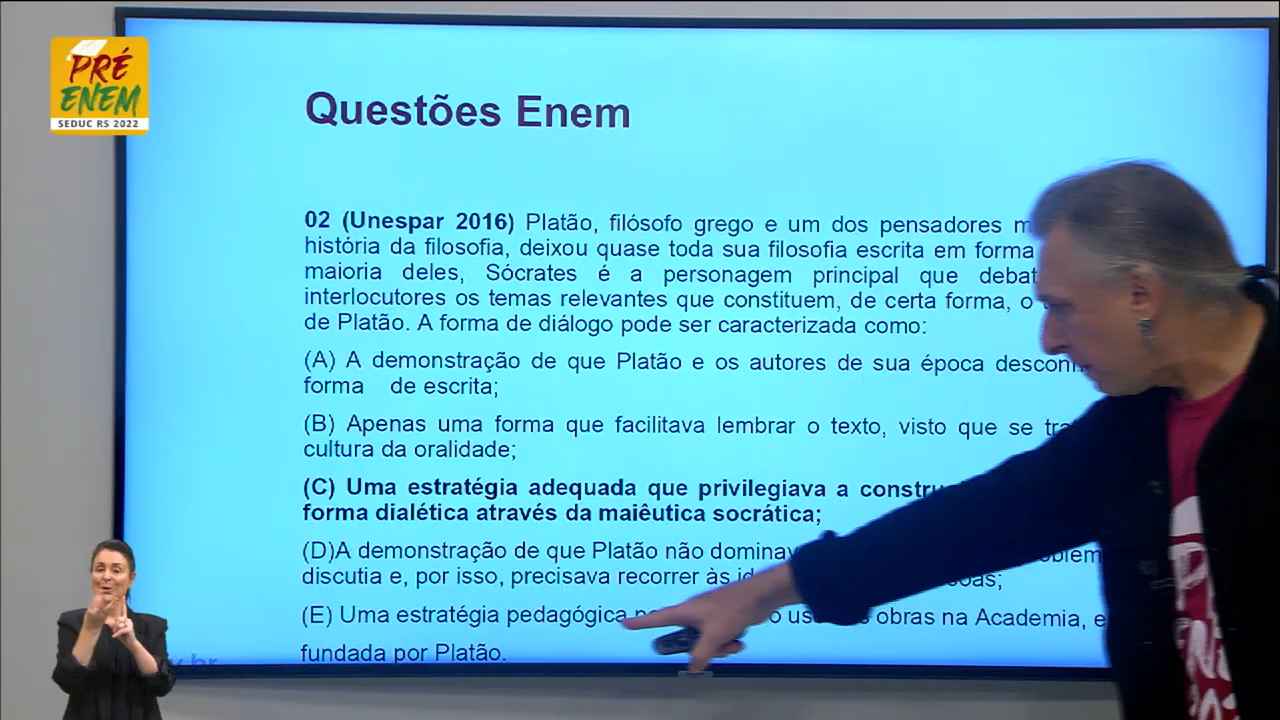 PRÉ
ENEM
SEDUC RS 2022
Questões Enem
02 (Unespar 2016) Platão, filósofo grego e um dos pensadores
história da filosofia, deixou quase toda sua filosofia escrita em forma
maioria deles, Sócrates é a personagem principal que
interlocutores os temas relevantes que constituem, de certa forma, o
de Platão. A forma de diálogo pode ser caracterizada como:
(A) A demonstração de que Platão e os autores de sua época
forma de escrita;
(B) Apenas uma forma que facilitava lembrar o texto, visto que se
cultura da oralidade;
(C) Uma estratégia adequada que privilegiava a
forma dialética através da maiêutica socrática;
(D)A demonstração de que Platão não
discutia e, por isso, precisava recorrer às
(E) Uma estratégia pedagógica obras na Academia,
fundada por Platão.